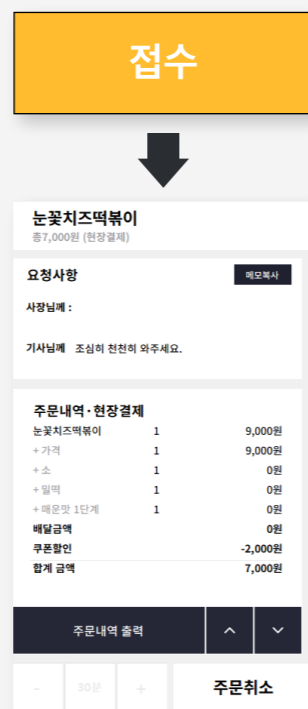 접수
눈꽃치즈떡볶이
총7,000원 (현장결제)
요청사항 메모복사
사장님께 :
기사님께 조심히 천천히 와주세요.
주문내역·현장결제
눈꽃치즈떡볶이 1 9,000원
+ 가격 1 9,000원
+ 소 1 0원
+ 밀떡 1 0원
+ 매운맛 1단계 1 0원
배달금액 0원
쿠폰할인 -2,000원
합계 금액 7,000원
주문내역 출력
- 30분 + 주문취소